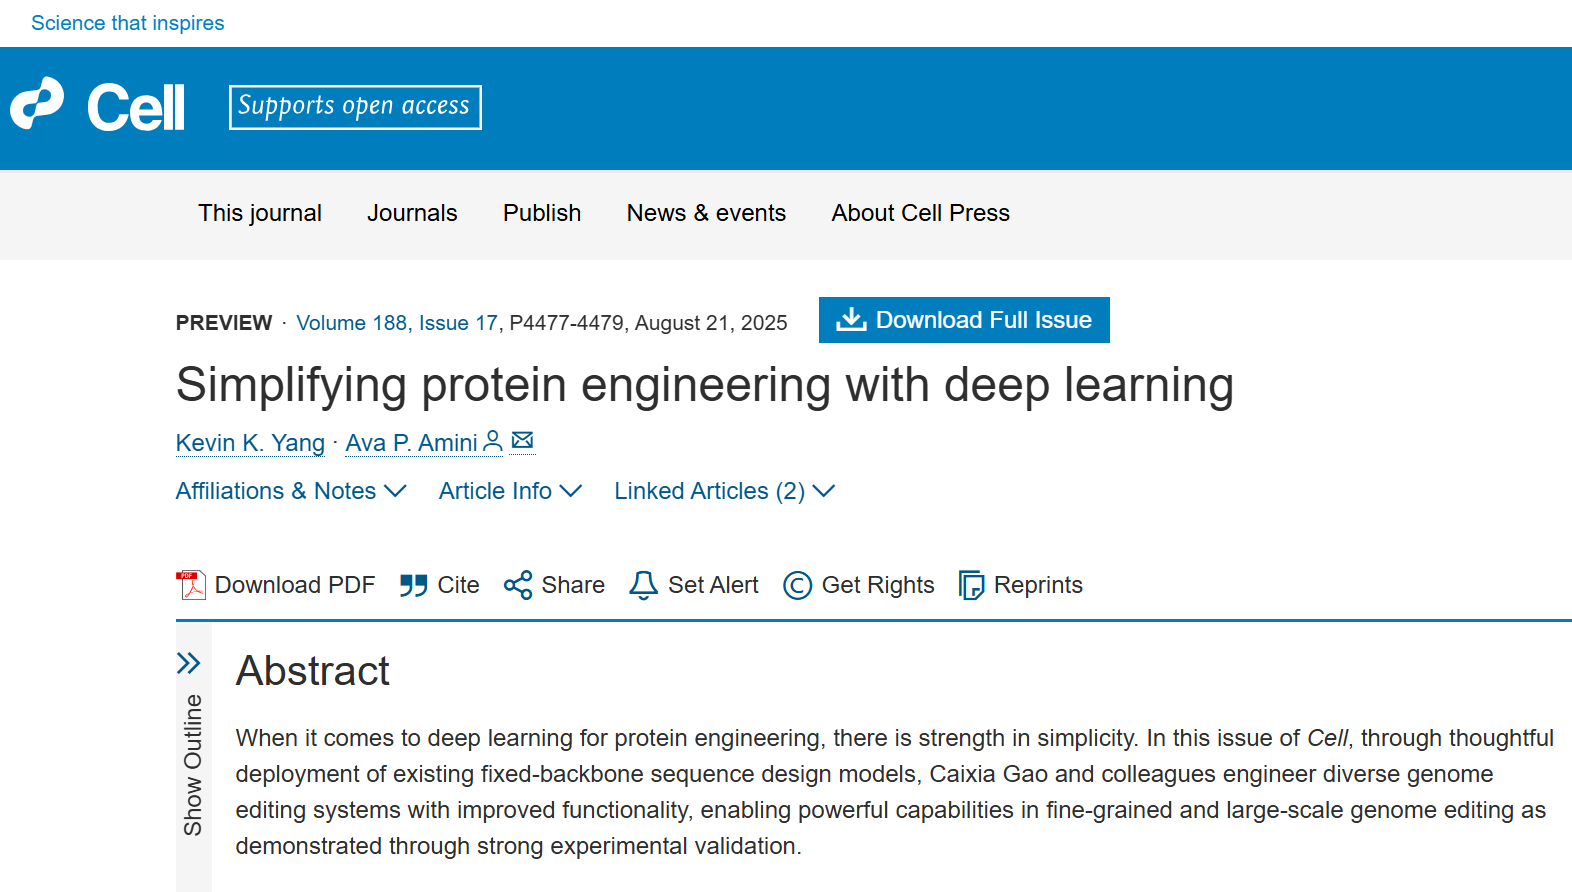 Science that inspires
Cell
Supports open access
This journal Journals Publish News & events About Cell Press
PREVIEW · Volume 188, Issue 17, P4477-4479, August 21, 2025 Download Full Issue
Simplifying protein engineering with deep learning
Kevin K. Yang · Ava P. Amini
Affiliations & Notes Article Info Linked Articles (2)
PDF Download PDF Cite Share Set Alert Get Rights Reprints
Show Outline
Abstract
When it comes to deep learning for protein engineering, there is strength in simplicity. In this issue of Cell, through thoughtful
deployment of existing fixed-backbone sequence design models, Caixia Gao and colleagues engineer diverse genome
editing systems with improved functionality, enabling powerful capabilities in fine-grained and large-scale genome editing as
demonstrated through strong experimental validation.